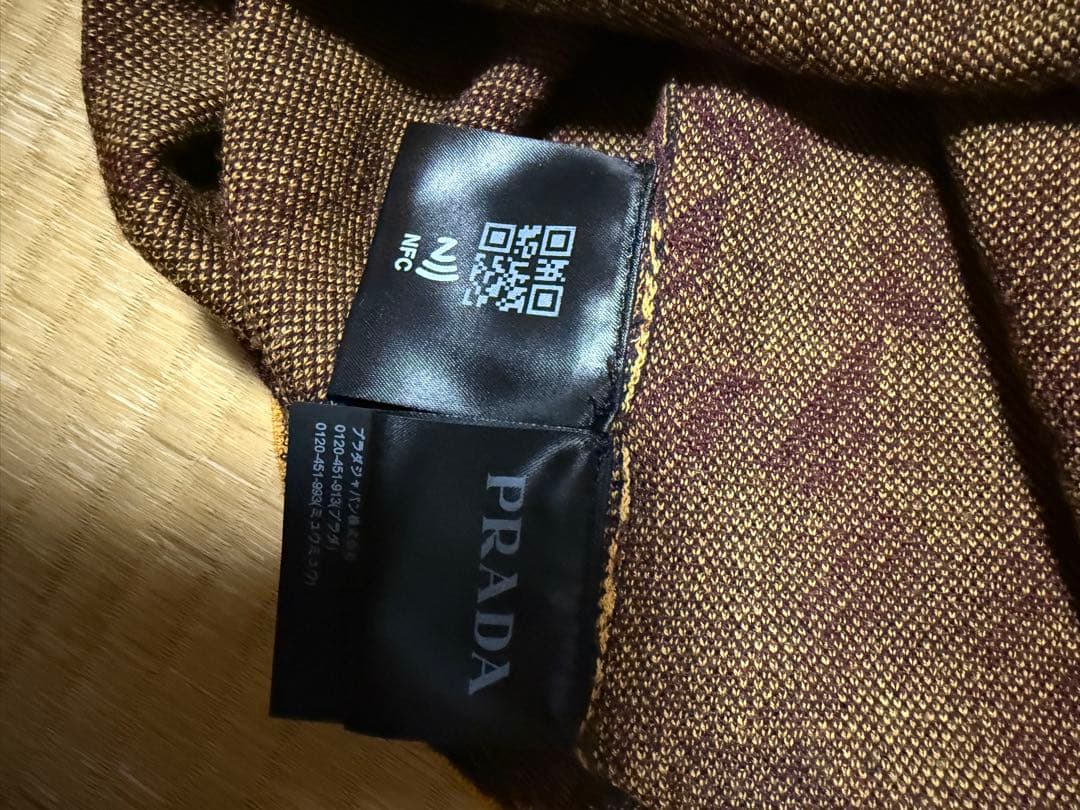 NFC
PRADA
プラダジャパン株式会社
0120-451-913(プラダ)
0120-451-993(ミュウミュウ)